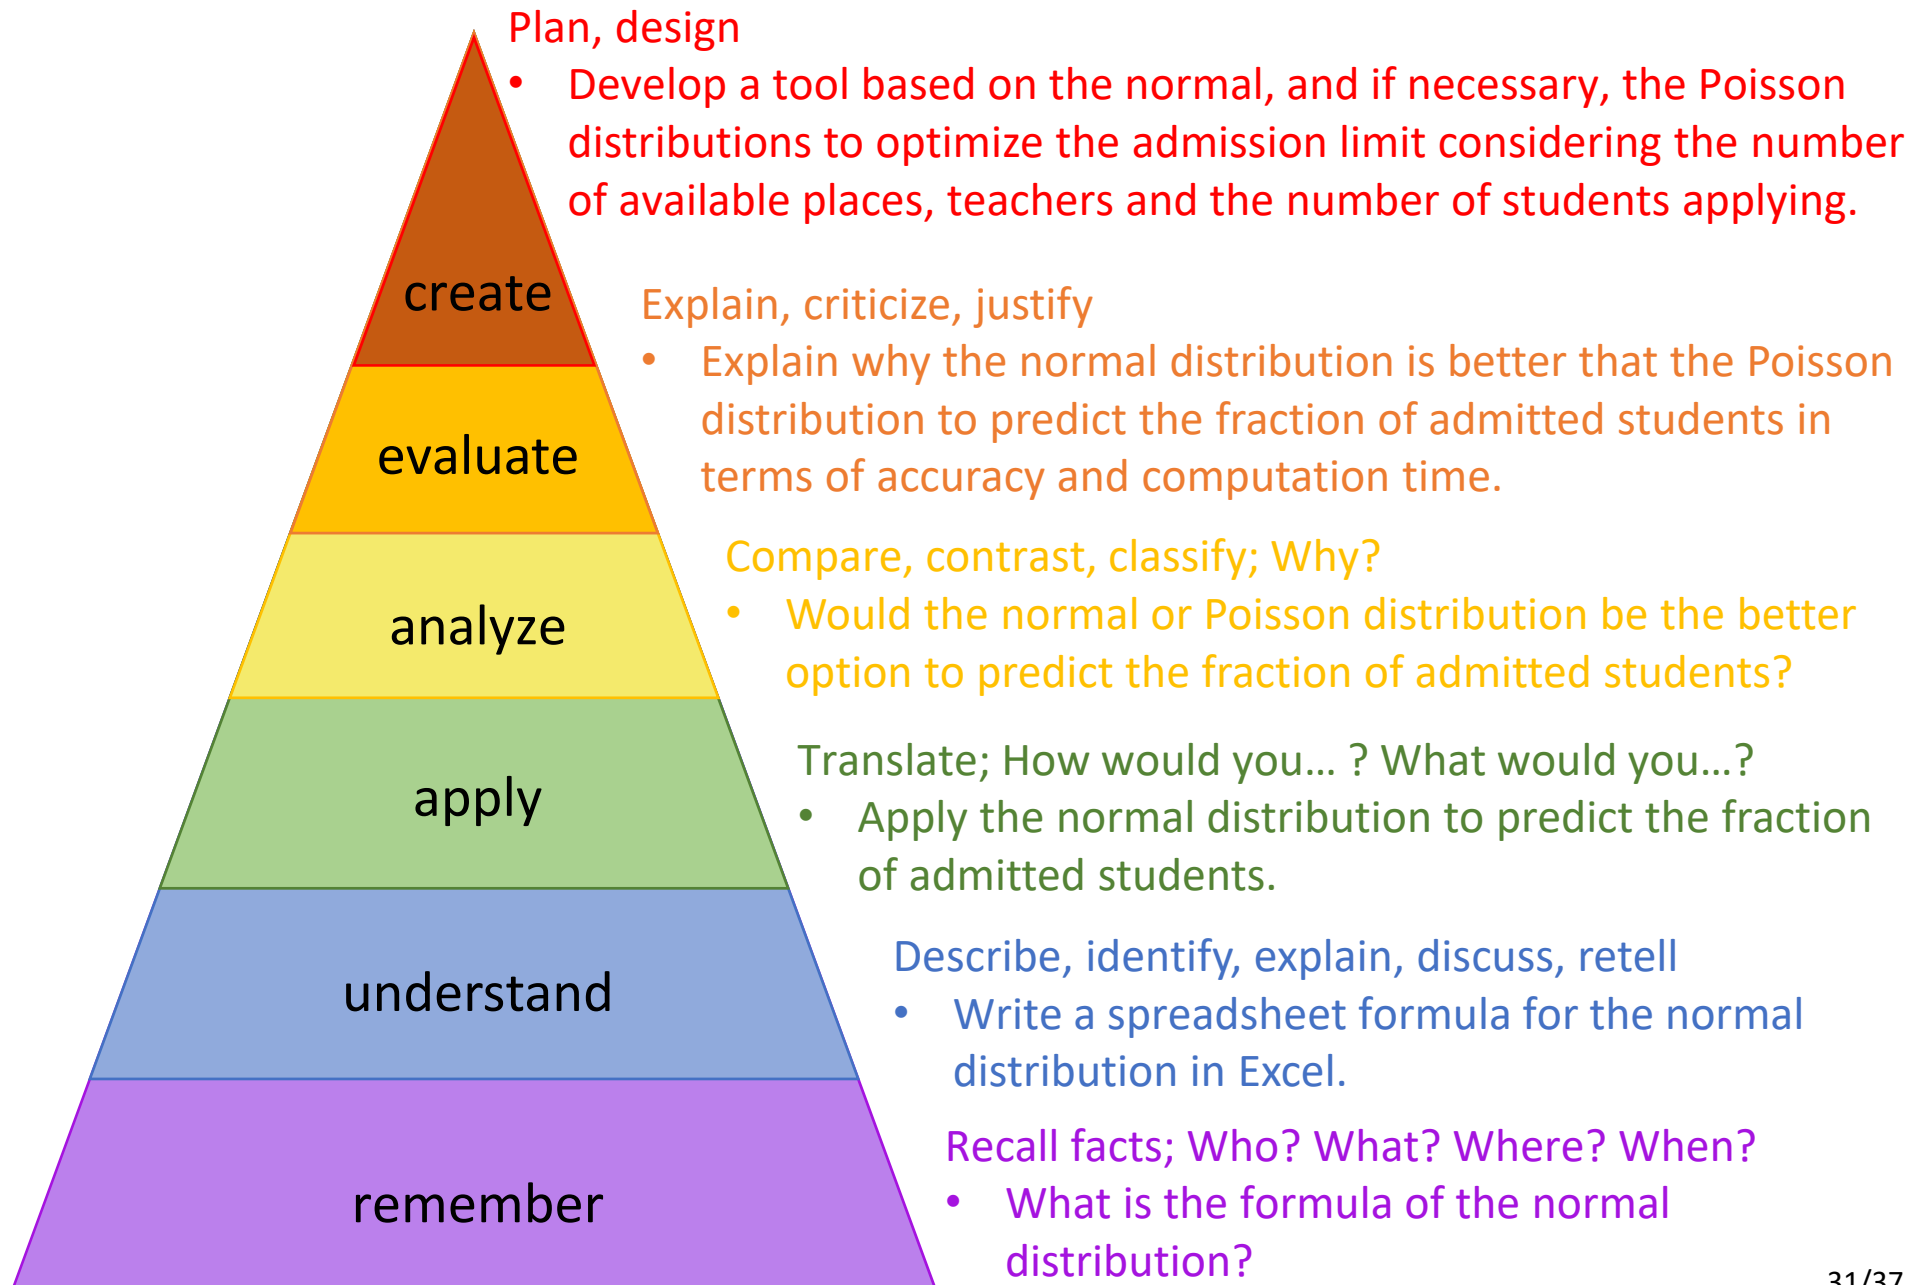 Plan, design
• Develop a tool based on the normal, and if necessary, the Poisson
distributions to optimize the admission limit considering the number
of available places, teachers and the number of students applying.
create
Explain, criticize, justify
• Explain why the normal distribution is better that the Poisson
distribution to predict the fraction of admitted students in
terms of accuracy and computation time.
evaluate
Compare, contrast, classify; Why?
• Would the normal or Poisson distribution be the better
option to predict the fraction of admitted students?
analyze
Translate; How would you... ? What would you...?
• Apply the normal distribution to predict the fraction
of admitted students.
apply
Describe, identify, explain, discuss, retell
• Write a spreadsheet formula for the normal
distribution in Excel.
understand
Recall facts; Who? What? Where? When?
• What is the formula of the normal
distribution?
remember
31/37